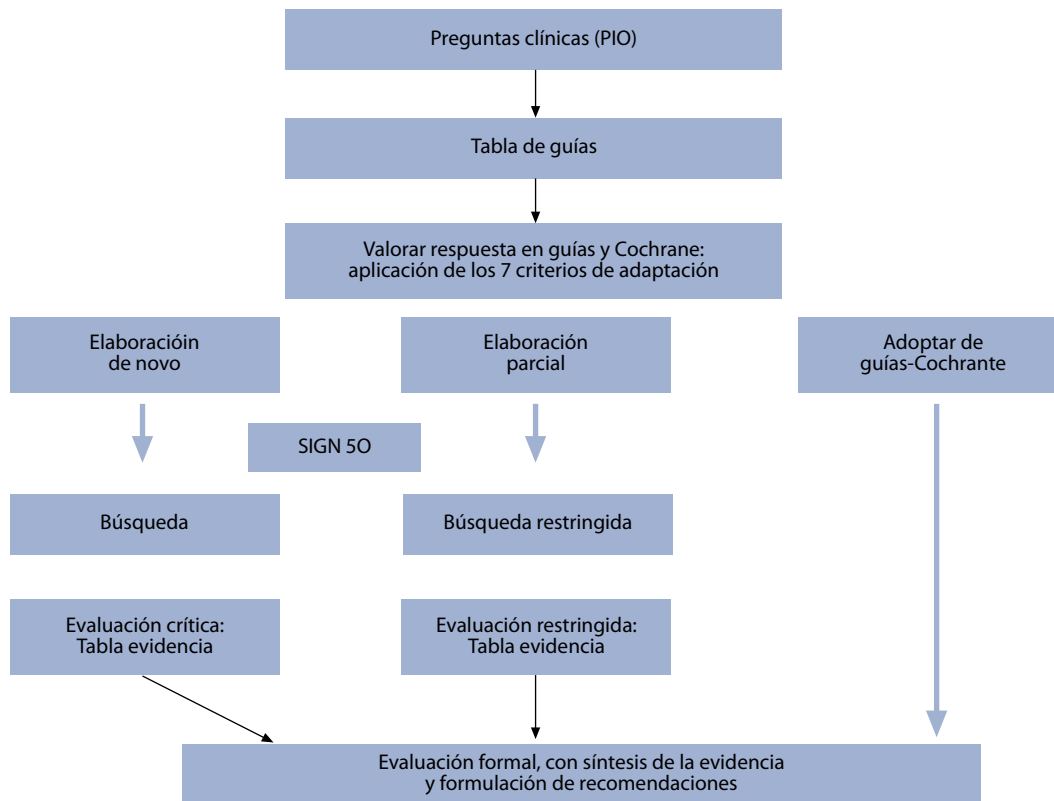 Preguntas clínicas (PIO)
Tabla de guías
Valorar respuesta en guías y Cochrane:
aplicación de los 7 criterios de adaptación
Elaboracióin
de novo
Elaboración
parcial
Adoptar de
guías-Cochrante
SIGN 5O
Búsqueda
Búsqueda restringida
Evaluación crítica:
Tabla evidencia
Evaluación restringida:
Tabla evidencia
Evaluación formal, con síntesis de la evidencia
y formulación de recomendaciones